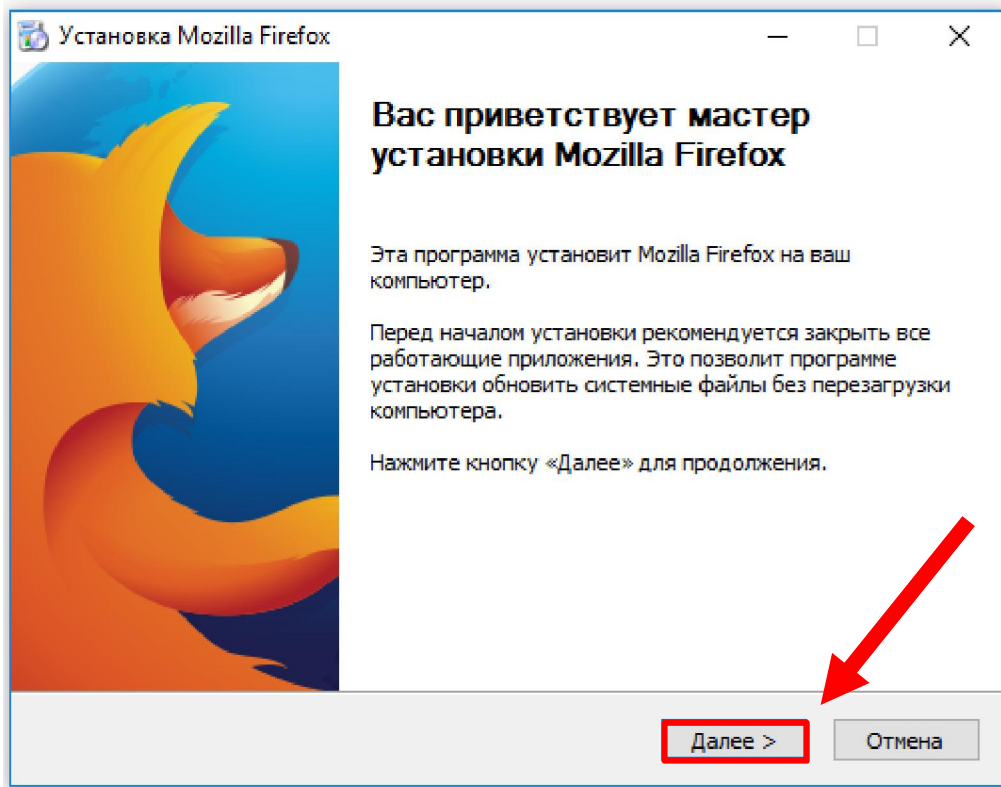 Установка Mozilla Firefox
Вас приветствует мастер
установки Mozilla Firefox
Эта программа установит Mozilla Firefox на ваш
компьютер.
Перед началом установки рекомендуется закрыть все
работающие приложения. Это позволит программе
установки обновить системные файлы без перезагрузки
компьютера.
Нажмите кнопку «Далее» для продолжения.
Далее >
Отмена